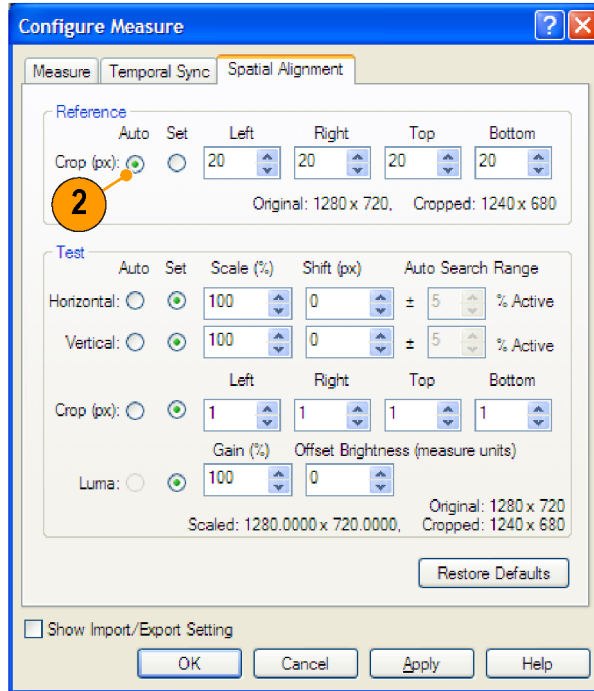 Configure Measure
Measure Temporal Sync Spatial Alignment
Reference
Auto Set Left Right Top Bottom
Crop (px): 20 20 20 20
2
Original: 1280 x 720, Cropped: 1240 x 680
Test
Auto Set Scale (%) Shift (px) Auto Search Range
Horizontal: 100 0 ± 5 % Active
Vertical: 100 0 ± 5 % Active
Left Right Top Bottom
Crop (px): 1 1 1 1
Gain (%) Offset Brightness (measure units)
Luma: 100 0
Original: 1280 x 720
Scaled: 1280.0000 x 720.0000, Cropped: 1240 x 680
Restore Defaults
Show Import/Export Setting
OK Cancel Apply Help